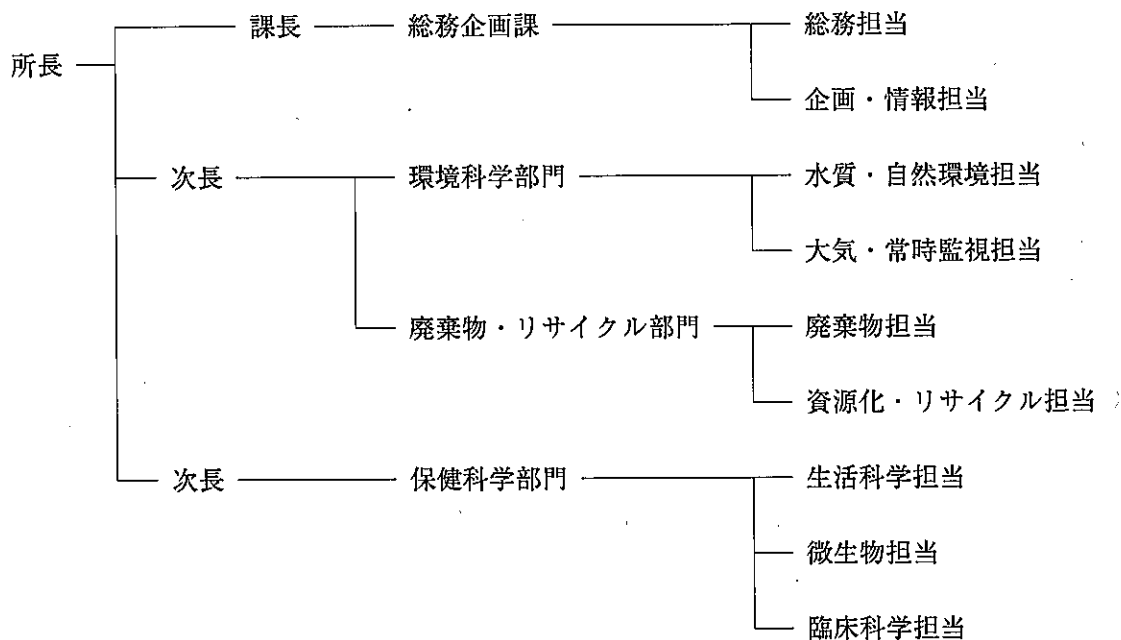 課長 総務企画課 総務担当
所長
企画・情報担当
次長 環境科学部門 水質・自然環境担当
大気・常時監視担当
廃棄物・リサイクル部門 廃棄物担当
資源化・リサイクル担当
次長 保健科学部門 生活科学担当
微生物担当
臨床科学担当